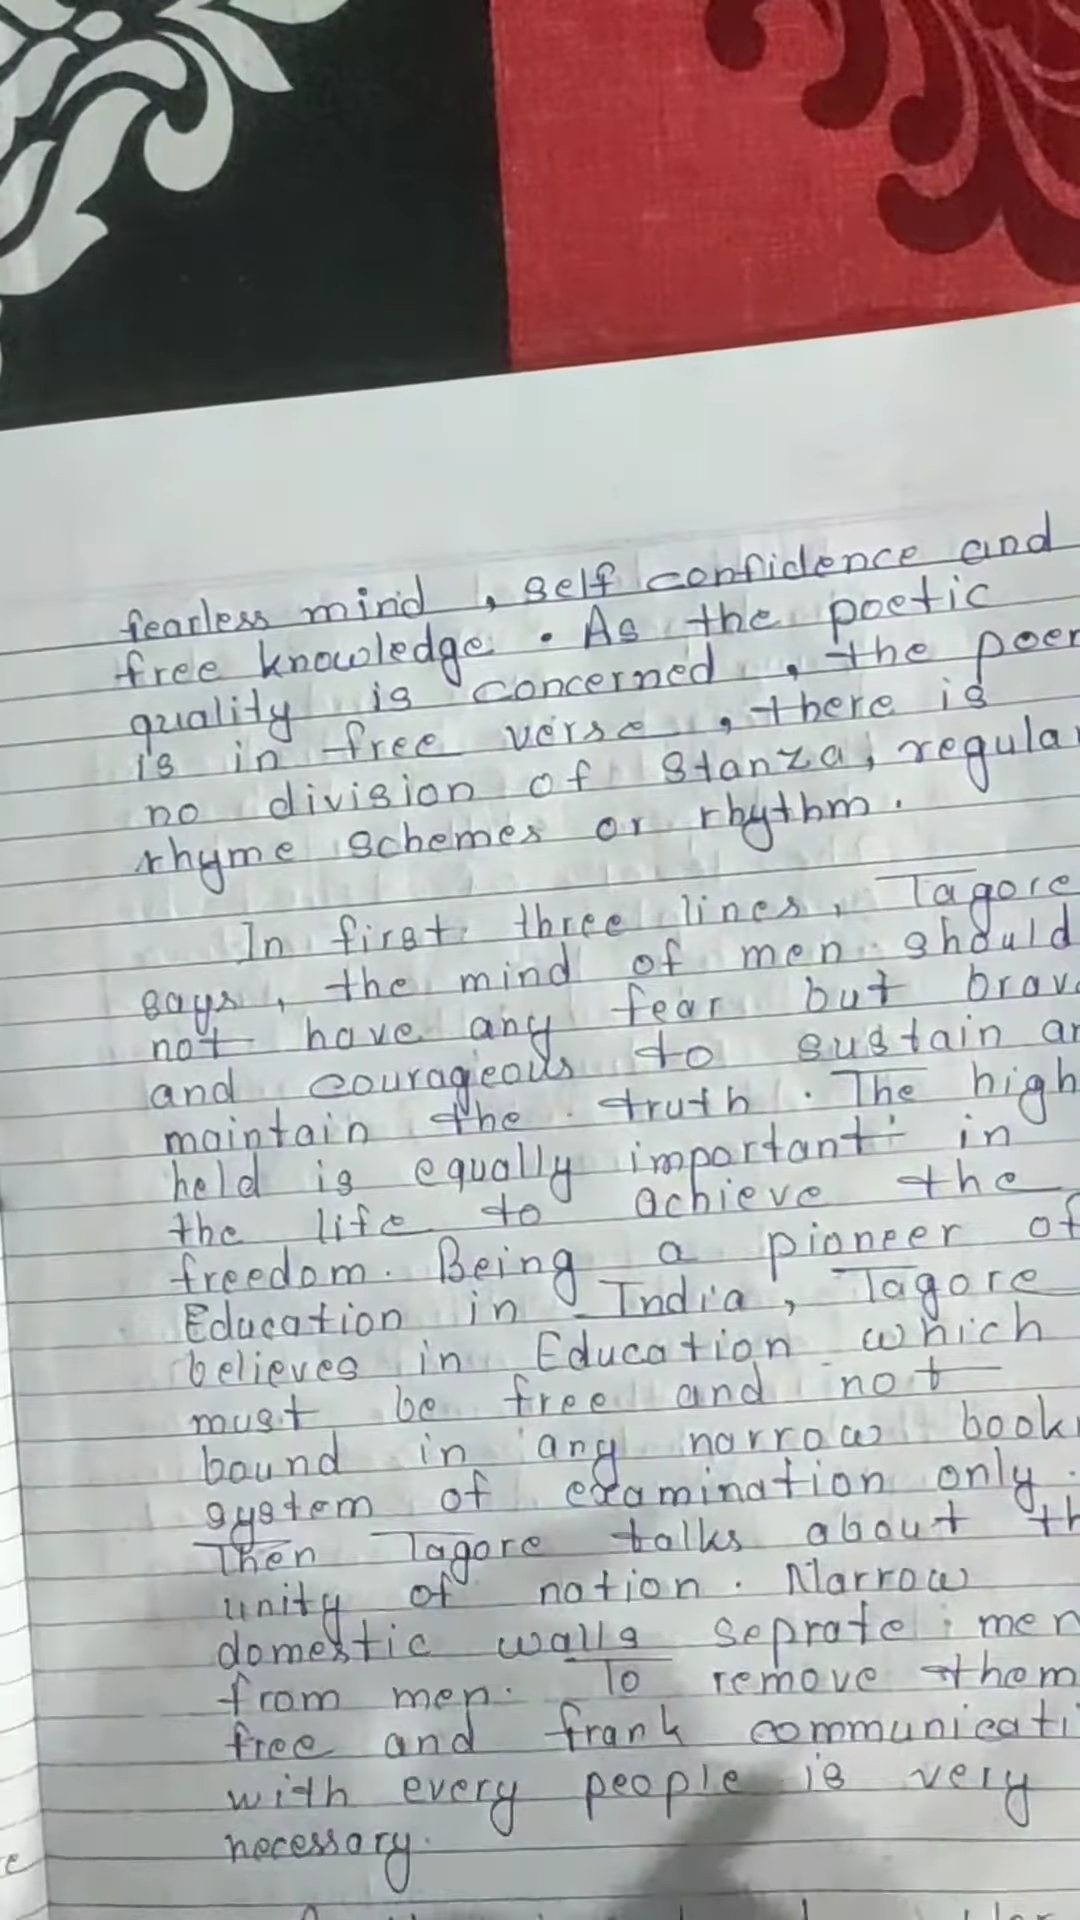 fearless mind , self confidence and
free knowledge . As the poetic
quality is concerned , the poem
is in free verse , there is
no division of stanza, regular
rhyme schemes or rhythm .
In first three lines, Tagore
says , the mind of men should
not have any fear but brave
and courageous to sustain an
maintain the truth . The high
held is equally important in
the life to achieve the
freedom. Being a pioneer of
Education in India, Tagore
believes in Education which
must be free and not
bound in any narrow book
system of examination only .
Then Tagore talks about th
unity of nation . Narrow
domestic walls seprate men
from men. To remove them
free and frank communicati
with every people is very
necessary.